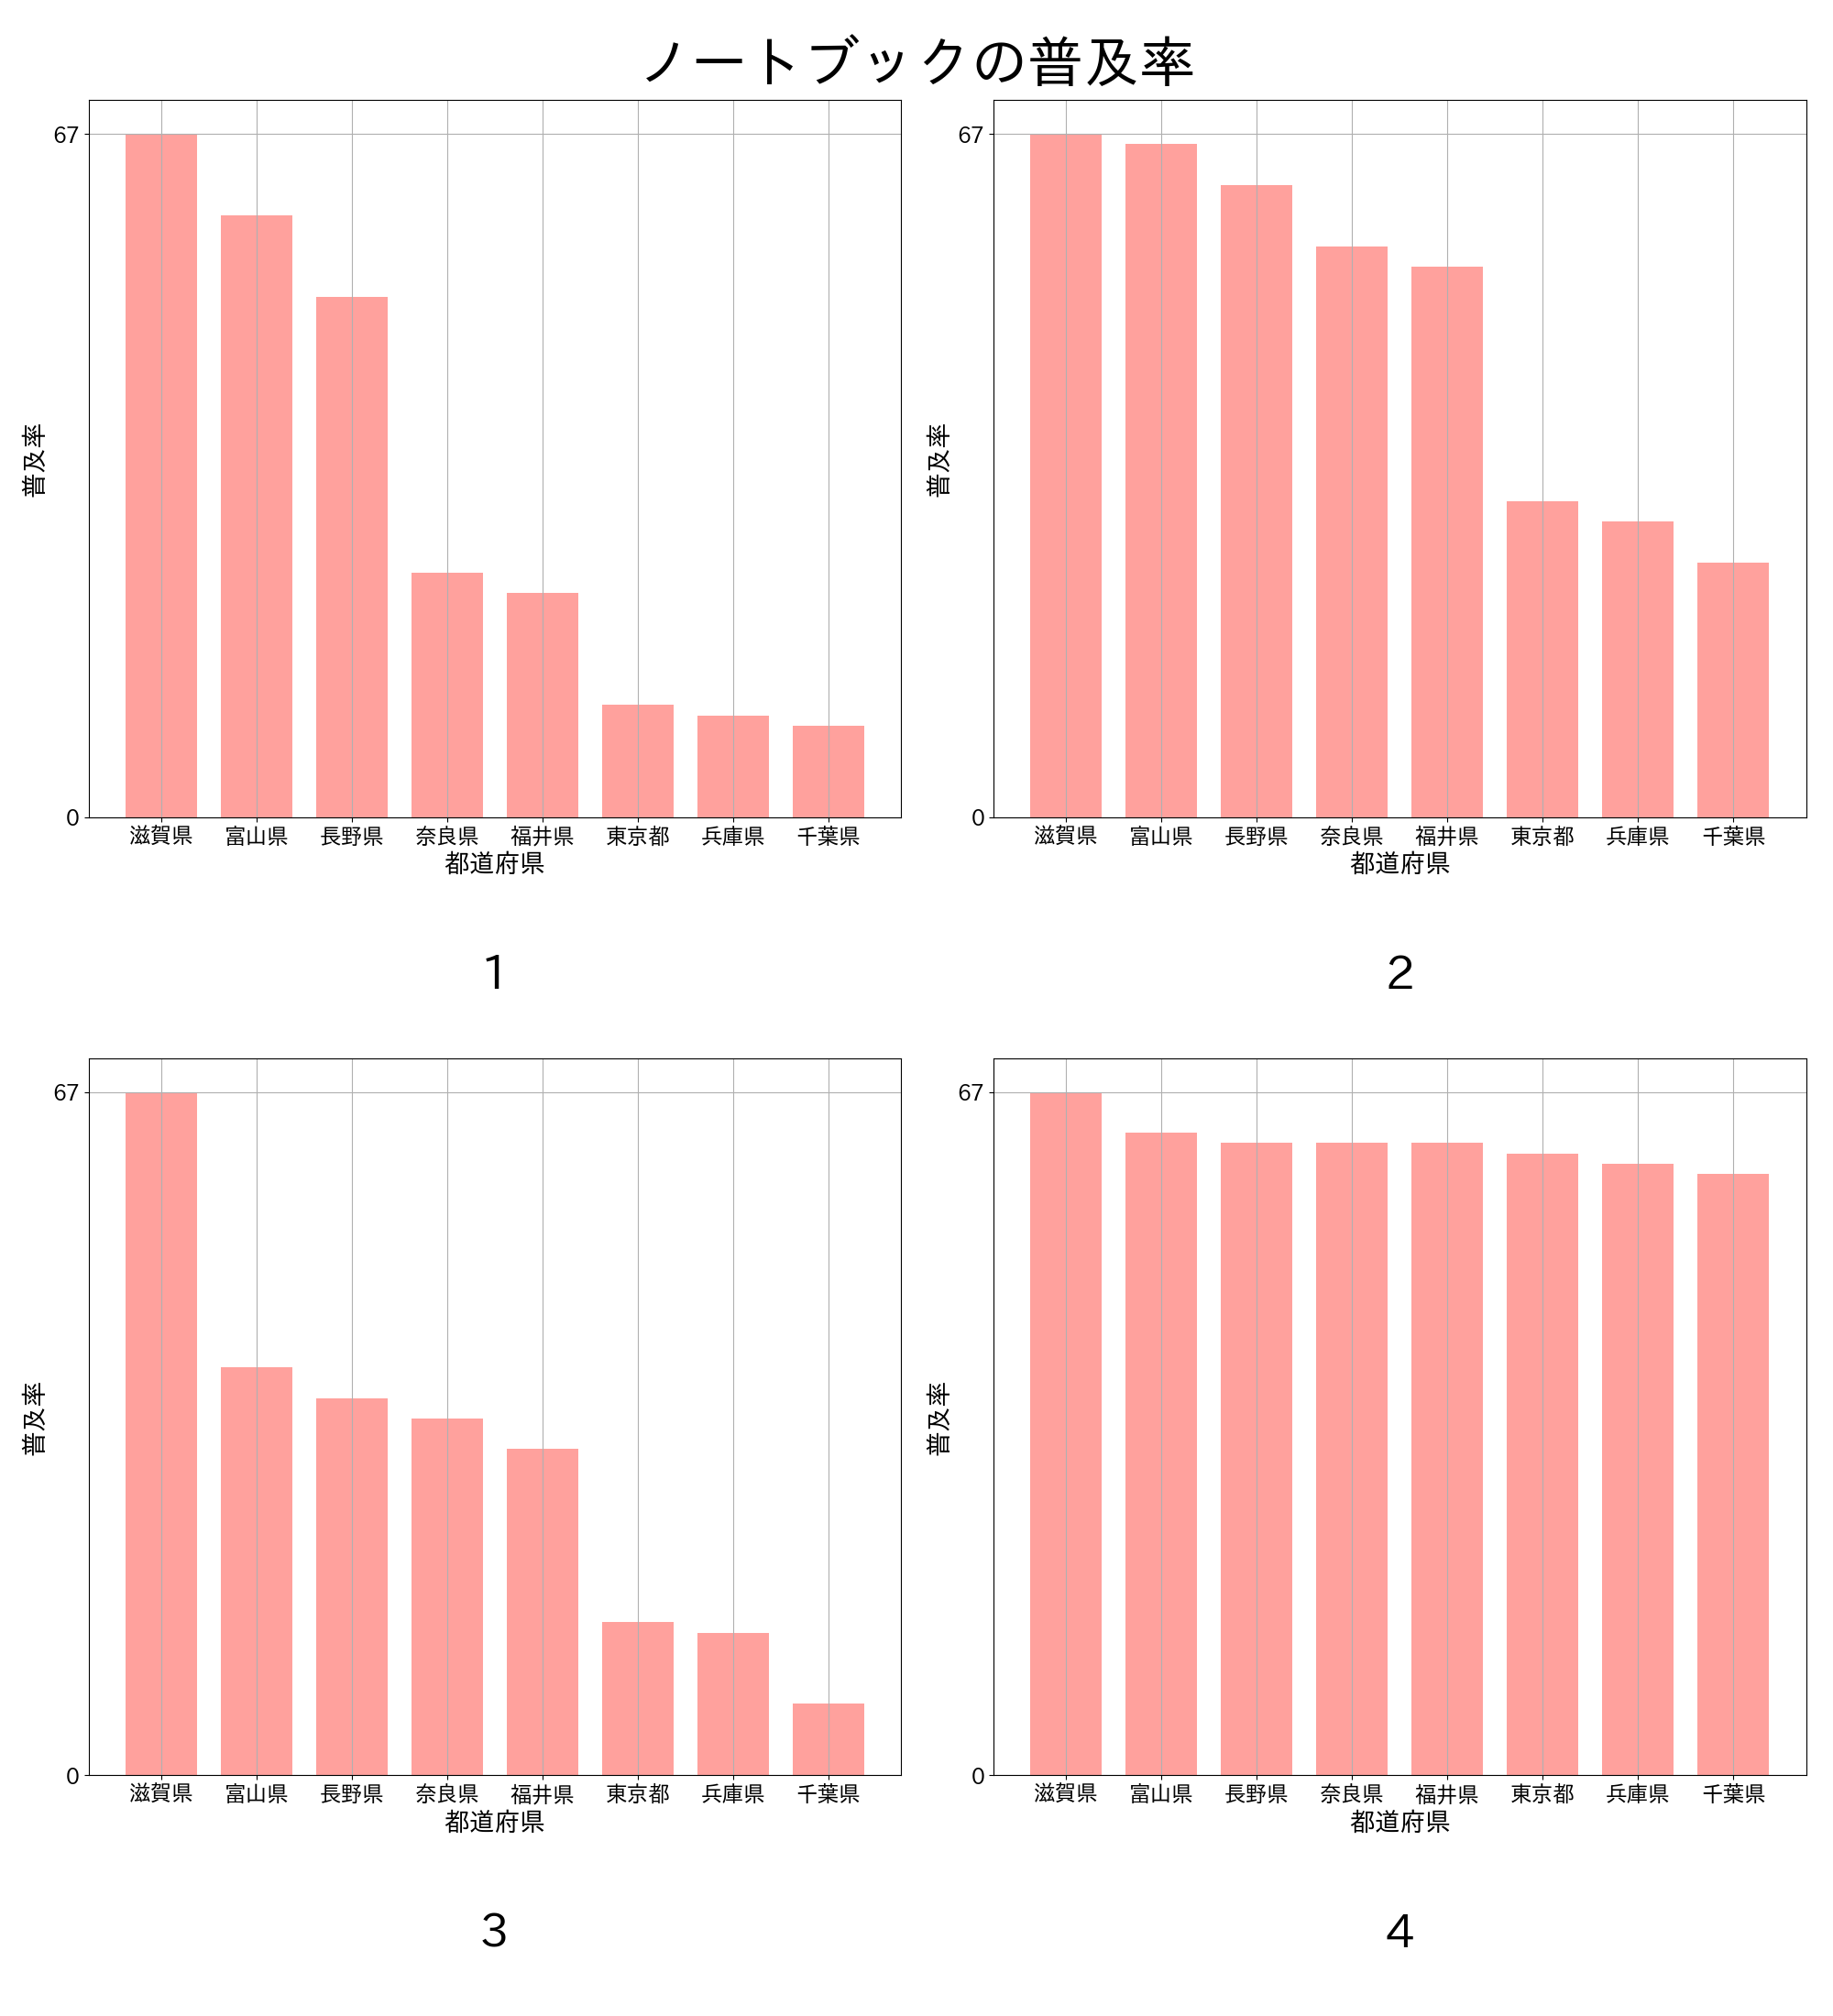 ノートブックの普及率
67
0
普及率
滋賀県 富山県 長野県 奈良県 福井県 東京都 兵庫県 千葉県
都道府県
1
67
0
普及率
滋賀県 富山県 長野県 奈良県 福井県 東京都 兵庫県 千葉県
都道府県
2
67
0
普及率
滋賀県 富山県 長野県 奈良県 福井県 東京都 兵庫県 千葉県
都道府県
3
67
0
普及率
滋賀県 富山県 長野県 奈良県 福井県 東京都 兵庫県 千葉県
都道府県
4